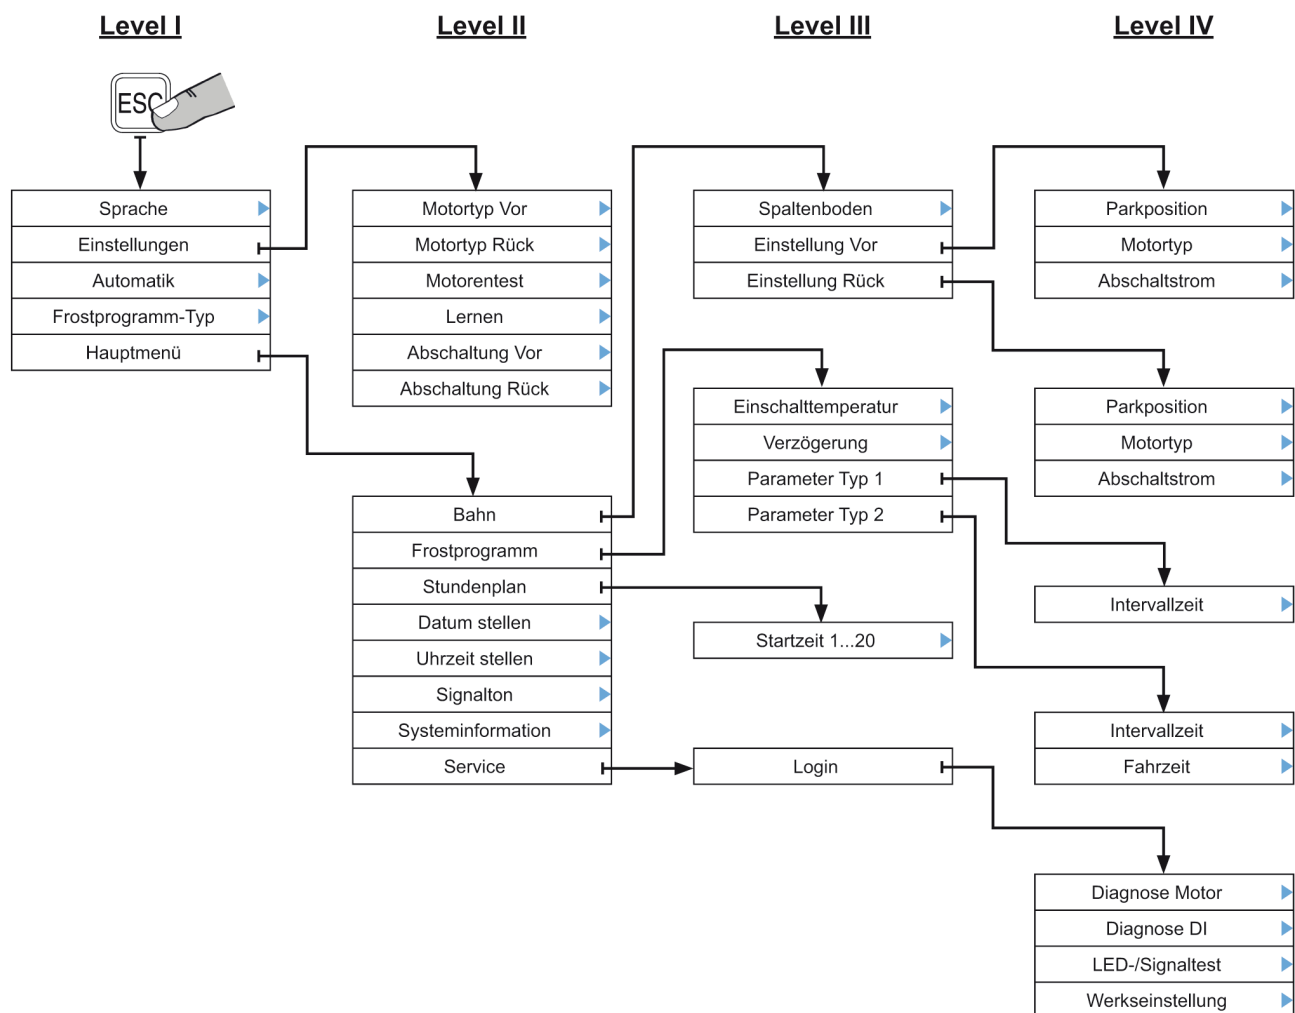 Level I
Level II
Level III
Level IV
ESC
Sprache
Einstellungen
Automatik
Frostprogramm-Typ
Hauptmenü
Motortyp Vor
Motortyp Rück
Motorentest
Lernen
Abschaltung Vor
Abschaltung Rück
Bahn
Frostprogramm
Stundenplan
Datum stellen
Uhrzeit stellen
Signalton
Systeminformation
Service
Spaltenboden
Einstellung Vor
Einstellung Rück
Einschalttemperatur
Verzögerung
Parameter Typ 1
Parameter Typ 2
Startzeit 1...20
Login
Parkposition
Motortyp
Abschaltstrom
Parkposition
Motortyp
Abschaltstrom
Intervallzeit
Intervallzeit
Fahrzeit
Diagnose Motor
Diagnose DI
LED-/Signaltest
Werkseinstellung